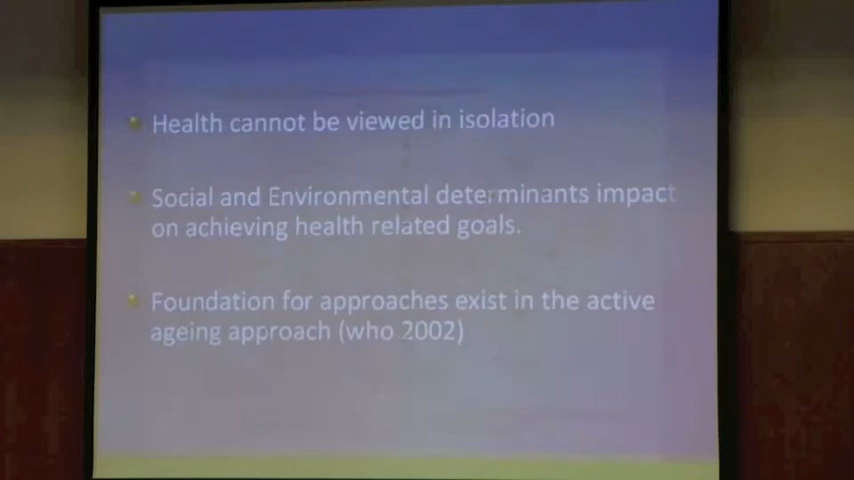 Health cannot be viewed in isolation
Social and Environmental determinants impact
on achieving health related goals.
Foundation for approaches exist in the active
ageing approach (who 2002)